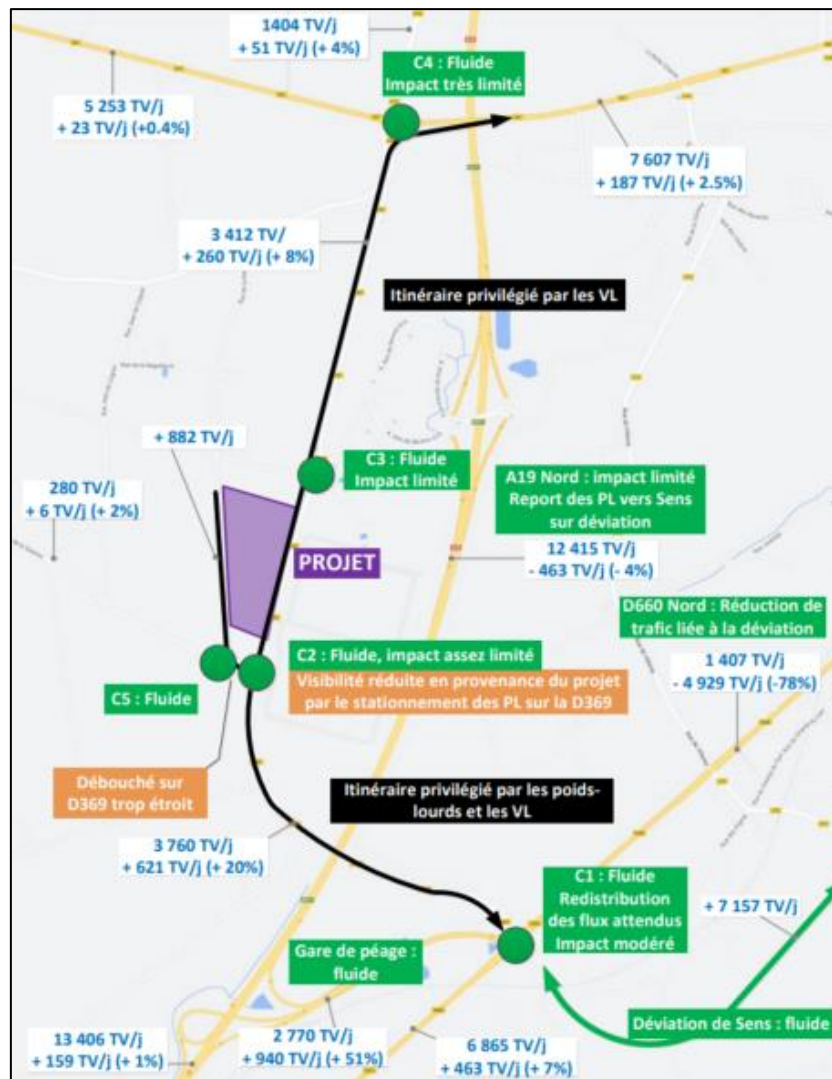 1404 TV/j
+ 51 TV/j (+ 4%)
C4 : Fluide
Impact très limité
5 253 TV/j
+ 23 TV/j (+0.4%)
7 607 TV/j
+ 187 TV/j (+ 2.5%)
3 412 TV/
+ 260 TV/j (+ 8%)
Itinéraire privilégié par les VL
+ 882 TV/j
C3 : Fluide
Impact limité
A19 Nord : impact limité
Report des PL vers Sens
sur déviation
280 TV/j
+ 6 TV/j (+ 2%)
12 415 TV/j
- 463 TV/j (- 4%)
PROJET
D660 Nord : Réduction de
trafic liée à la déviation
C2 : Fluide, impact assez limité
Visibilité réduite en provenance du projet
par le stationnement des PL sur la D369
1 407 TV/j
- 4 929 TV/j (-78%)
C5 : Fluide
Débouché sur
D369 trop étroit
Itinéraire privilégié par les poids-
lourds et les VL
3 760 TV/j
+ 621 TV/j (+ 20%)
C1 : Fluide
Redistribution
des flux attendus
Impact modéré
+ 7 157 TV/j
Gare de péage :
fluide
Déviation de Sens : fluide
13 406 TV/j
+ 159 TV/j (+ 1%)
2 770 TV/j
+ 940 TV/j (+ 51%)
6 865 TV/j
+ 463 TV/j (+ 7%)